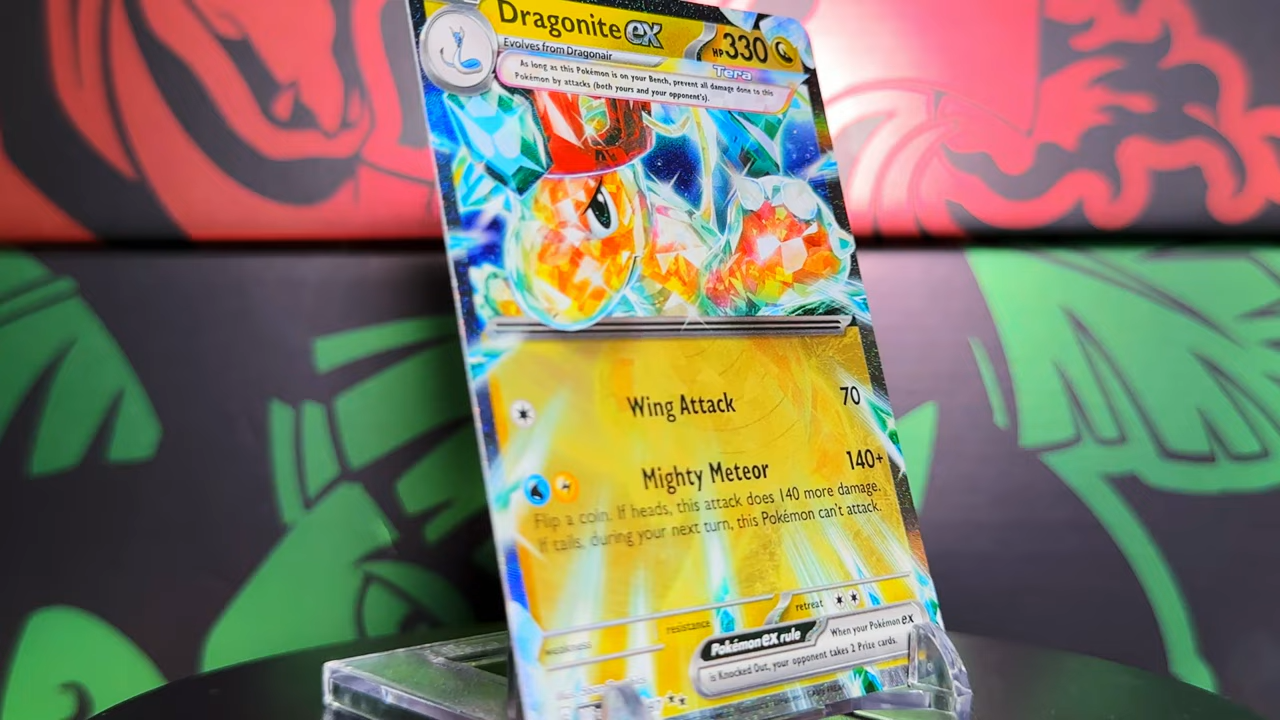 Dragonite ex HP 330
Evolves from Dragonair
Tera
As long as this Pokémon is on your Bench, prevent all damage done to this
Pokémon by attacks (both yours and your opponent's).
Wing Attack 70
Mighty Meteor 140+
Flip a coin. If heads, this attack does 140 more damage.
If tails, during your next turn, this Pokémon can't attack.
weakness resistance retreat
Pokémon ex rule When your Pokémon ex
is Knocked Out, your opponent takes 2 Prize cards.